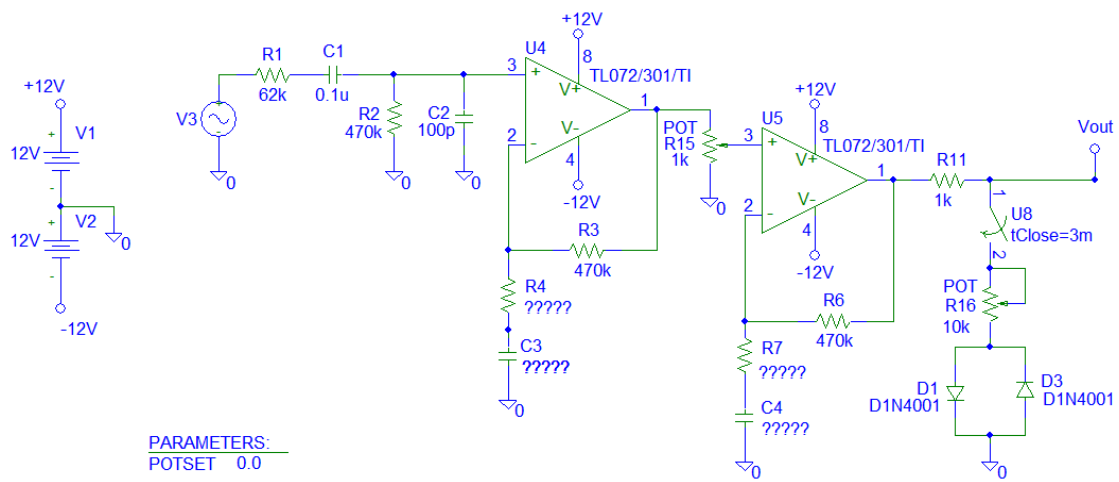 +12V
V1
12V
V2
12V
0
-12V
V3
0
R1
62k
C1
0.1u
R2
470k
0
C2
100p
0
+12V
U4
8
3
TL072/301/TI
V+
1
2
V-
4
-12V
R3
470k
R4
?????
C3
?????
0
POT
R15
1k
0
+12V
U5
8
3
TL072/301/TI
V+
1
2
V-
4
-12V
R6
470k
R7
?????
C4
?????
0
R11
1k
Vout
1
U8
tClose=3m
2
POT
R16
10k
D1
D1N4001
D3
D1N4001
0
PARAMETERS:
POTSET 0.0